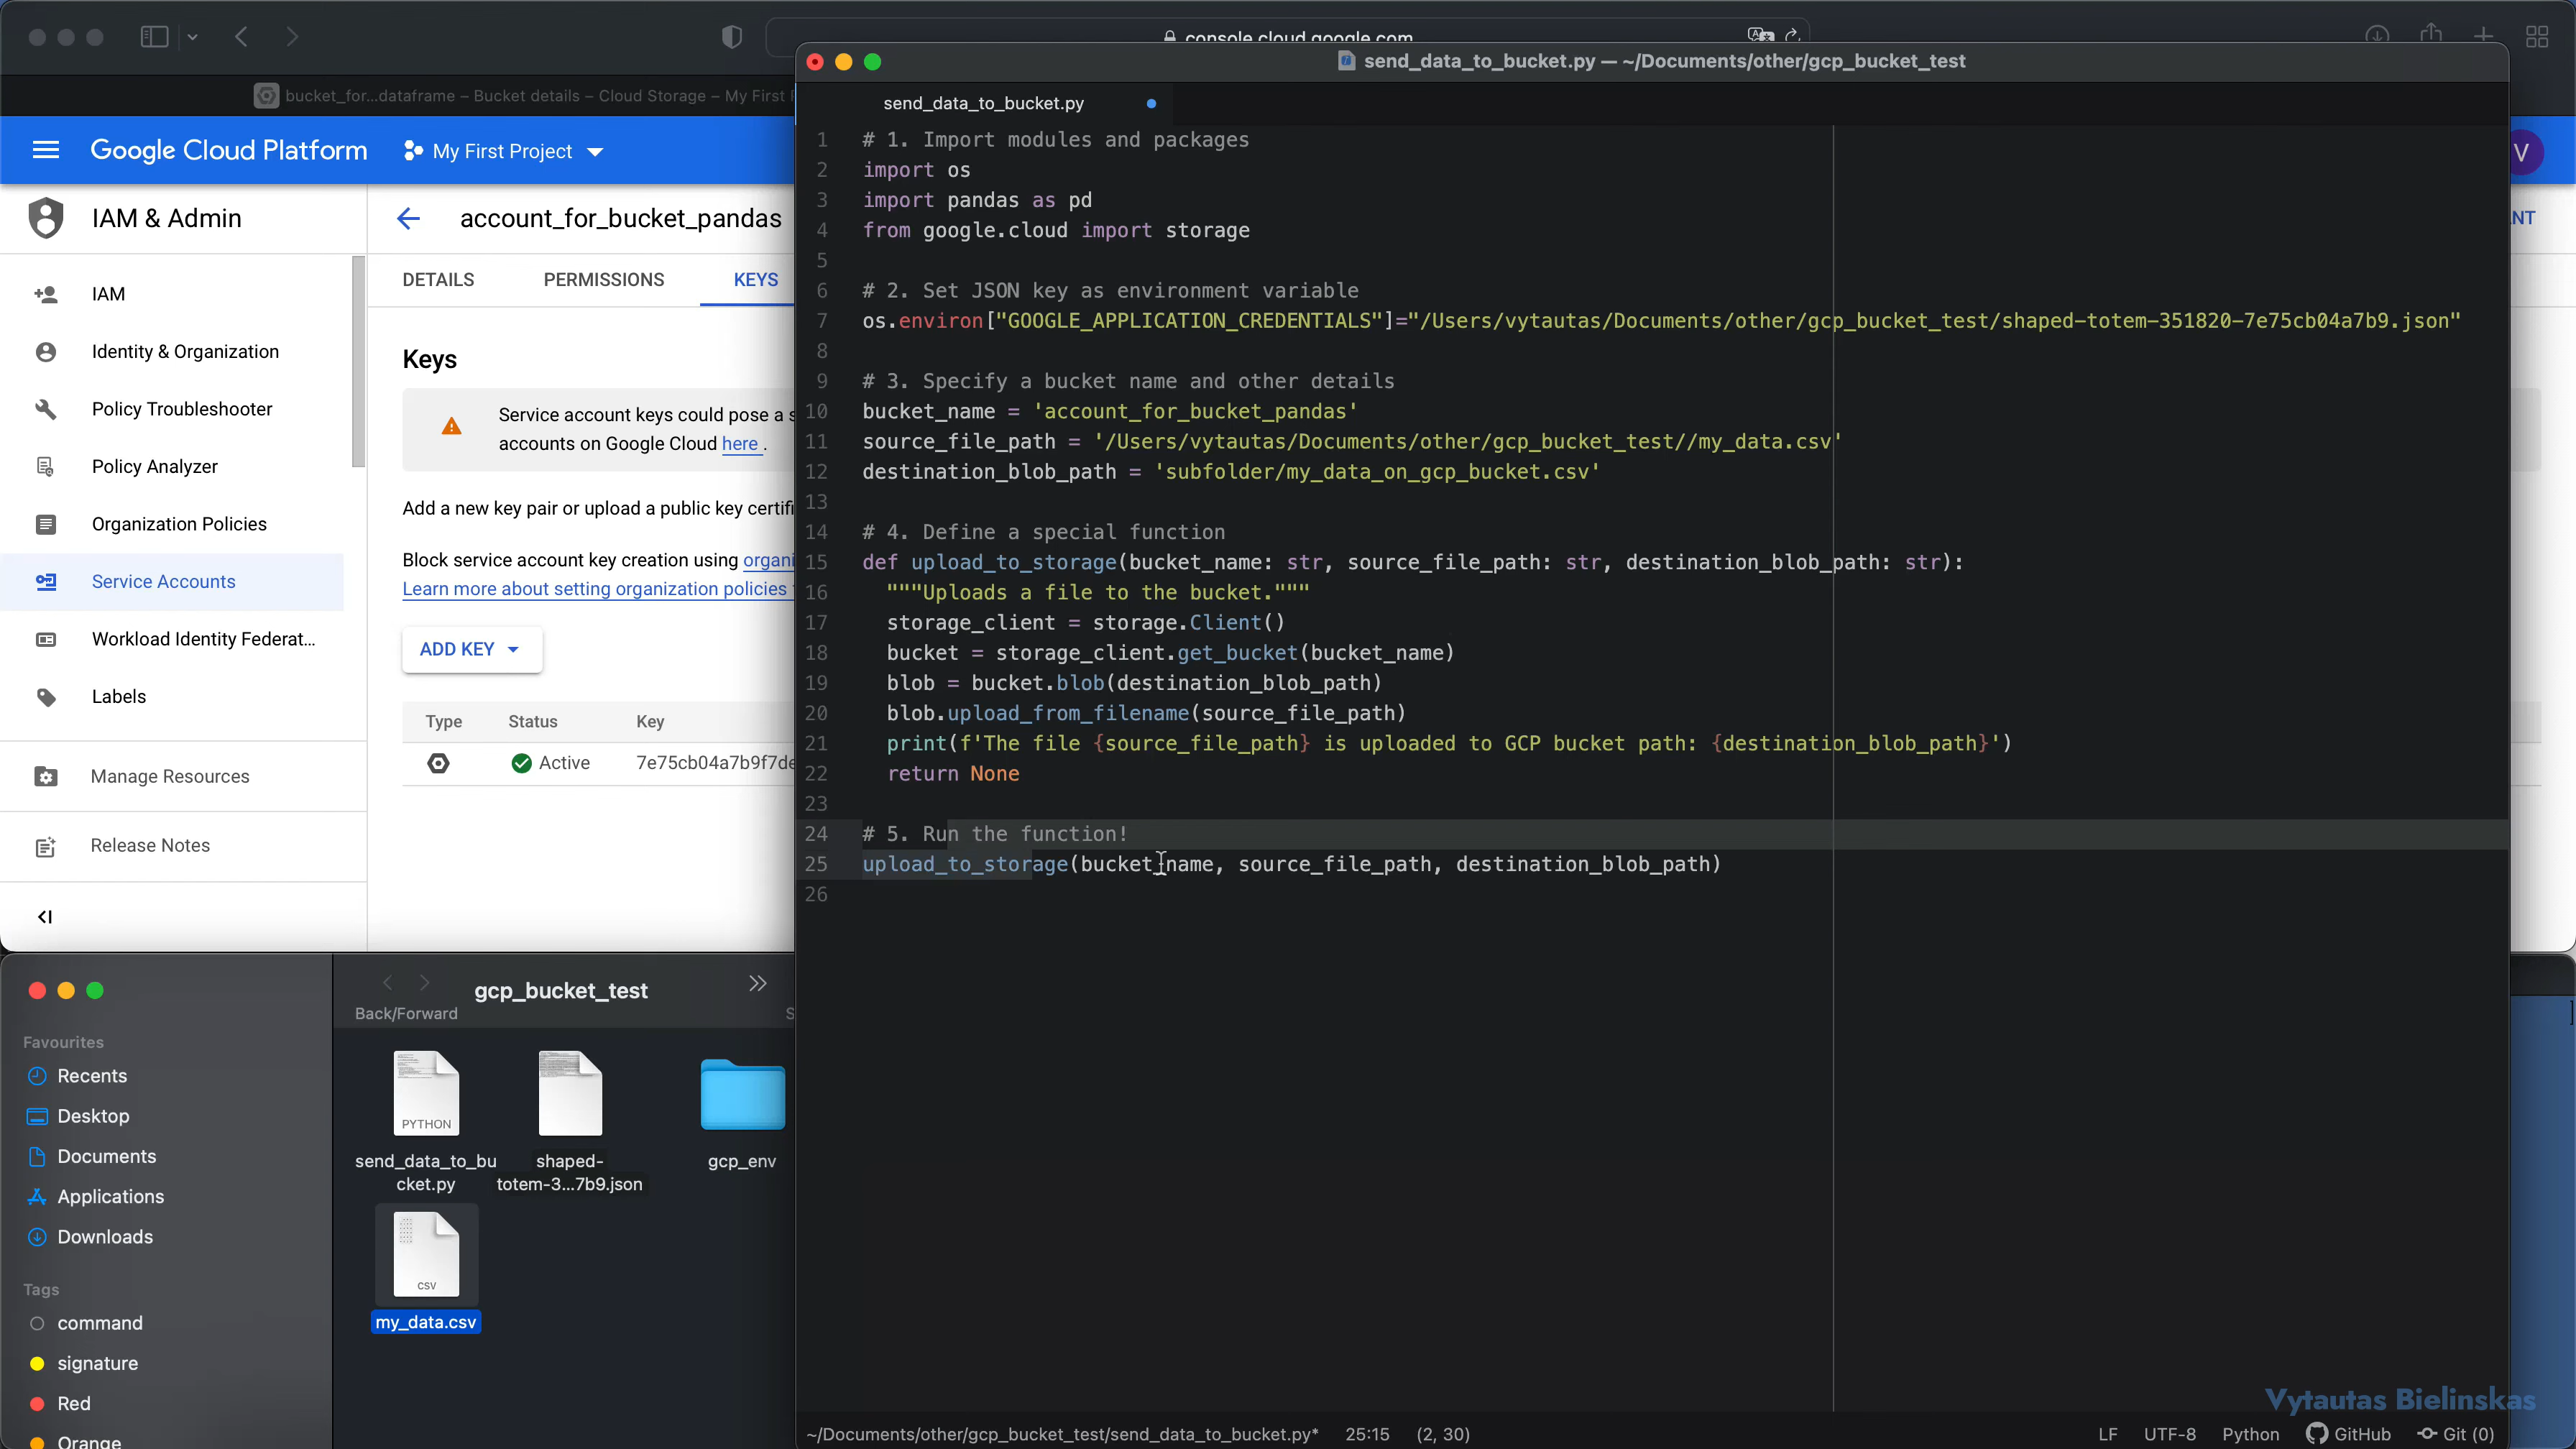 console.cloud.google.com
bucket_for...dataframe – Bucket details – Cloud Storage – My First
Google Cloud Platform
My First Project
V
NT
IAM & Admin
account_for_bucket_pandas
IAM
Identity & Organization
Policy Troubleshooter
Policy Analyzer
Organization Policies
Service Accounts
Workload Identity Federat...
Labels
Manage Resources
Release Notes
DETAILS
PERMISSIONS
KEYS
Keys
Service account keys could pose a s
accounts on Google Cloud here .
Add a new key pair or upload a public key certifi
Block service account key creation using organi
Learn more about setting organization policies
ADD KEY
Type Status Key
Active 7e75cb04a7b9f7de
send_data_to_bucket.py — ~/Documents/other/gcp_bucket_test
send_data_to_bucket.py
1 # 1. Import modules and packages
2 import os
3 import pandas as pd
4 from google.cloud import storage
5
6 # 2. Set JSON key as environment variable
7 os.environ["GOOGLE_APPLICATION_CREDENTIALS"]="/Users/vytautas/Documents/other/gcp_bucket_test/shaped-totem-351820-7e75cb04a7b9.json"
8
9 # 3. Specify a bucket name and other details
10 bucket_name = 'account_for_bucket_pandas'
11 source_file_path = '/Users/vytautas/Documents/other/gcp_bucket_test//my_data.csv'
12 destination_blob_path = 'subfolder/my_data_on_gcp_bucket.csv'
13
14 # 4. Define a special function
15 def upload_to_storage(bucket_name: str, source_file_path: str, destination_blob_path: str):
16 """Uploads a file to the bucket."""
17 storage_client = storage.Client()
18 bucket = storage_client.get_bucket(bucket_name)
19 blob = bucket.blob(destination_blob_path)
20 blob.upload_from_filename(source_file_path)
21 print(f'The file {source_file_path} is uploaded to GCP bucket path: {destination_blob_path}')
22 return None
23
24 # 5. Run the function!
25 upload_to_storage(bucket_name, source_file_path, destination_blob_path)
26
~/Documents/other/gcp_bucket_test/send_data_to_bucket.py* 25:15 (2, 30)
LF UTF-8 Python GitHub Git (0)
Vytautas Bielinskas
gcp_bucket_test
Back/Forward
S
Favourites
Recents
Desktop
Documents
Applications
Downloads
Tags
command
signature
Red
Orange
PYTHON
send_data_to_bu
cket.py
shaped-
totem-3...7b9.json
gcp_env
CSV
my_data.csv